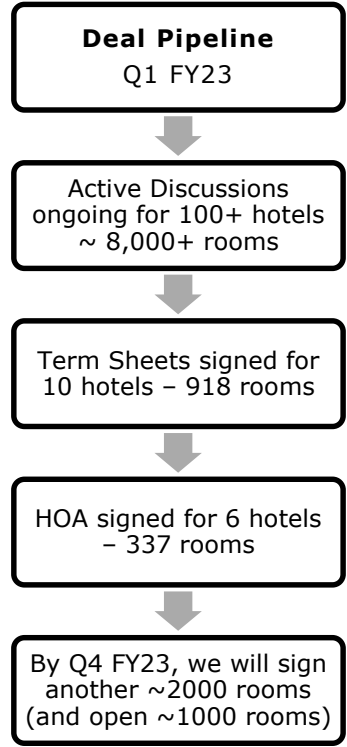 Deal Pipeline
Q1 FY23
Active Discussions
ongoing for 100+ hotels
~ 8,000+ rooms
Term Sheets signed for
10 hotels – 918 rooms
HOA signed for 6 hotels
– 337 rooms
By Q4 FY23, we will sign
another ~2000 rooms
(and open ~1000 rooms)